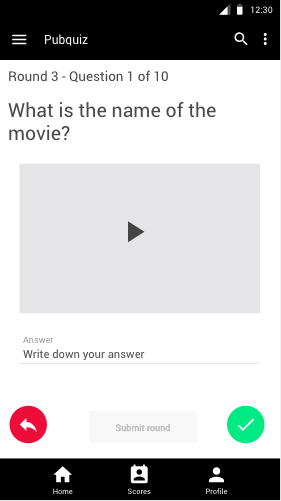 12:30
Pubquiz
Round 3 - Question 1 of 10
What is the name of the
movie?
Answer
Write down your answer
Submit round
Home
Scores
Profile